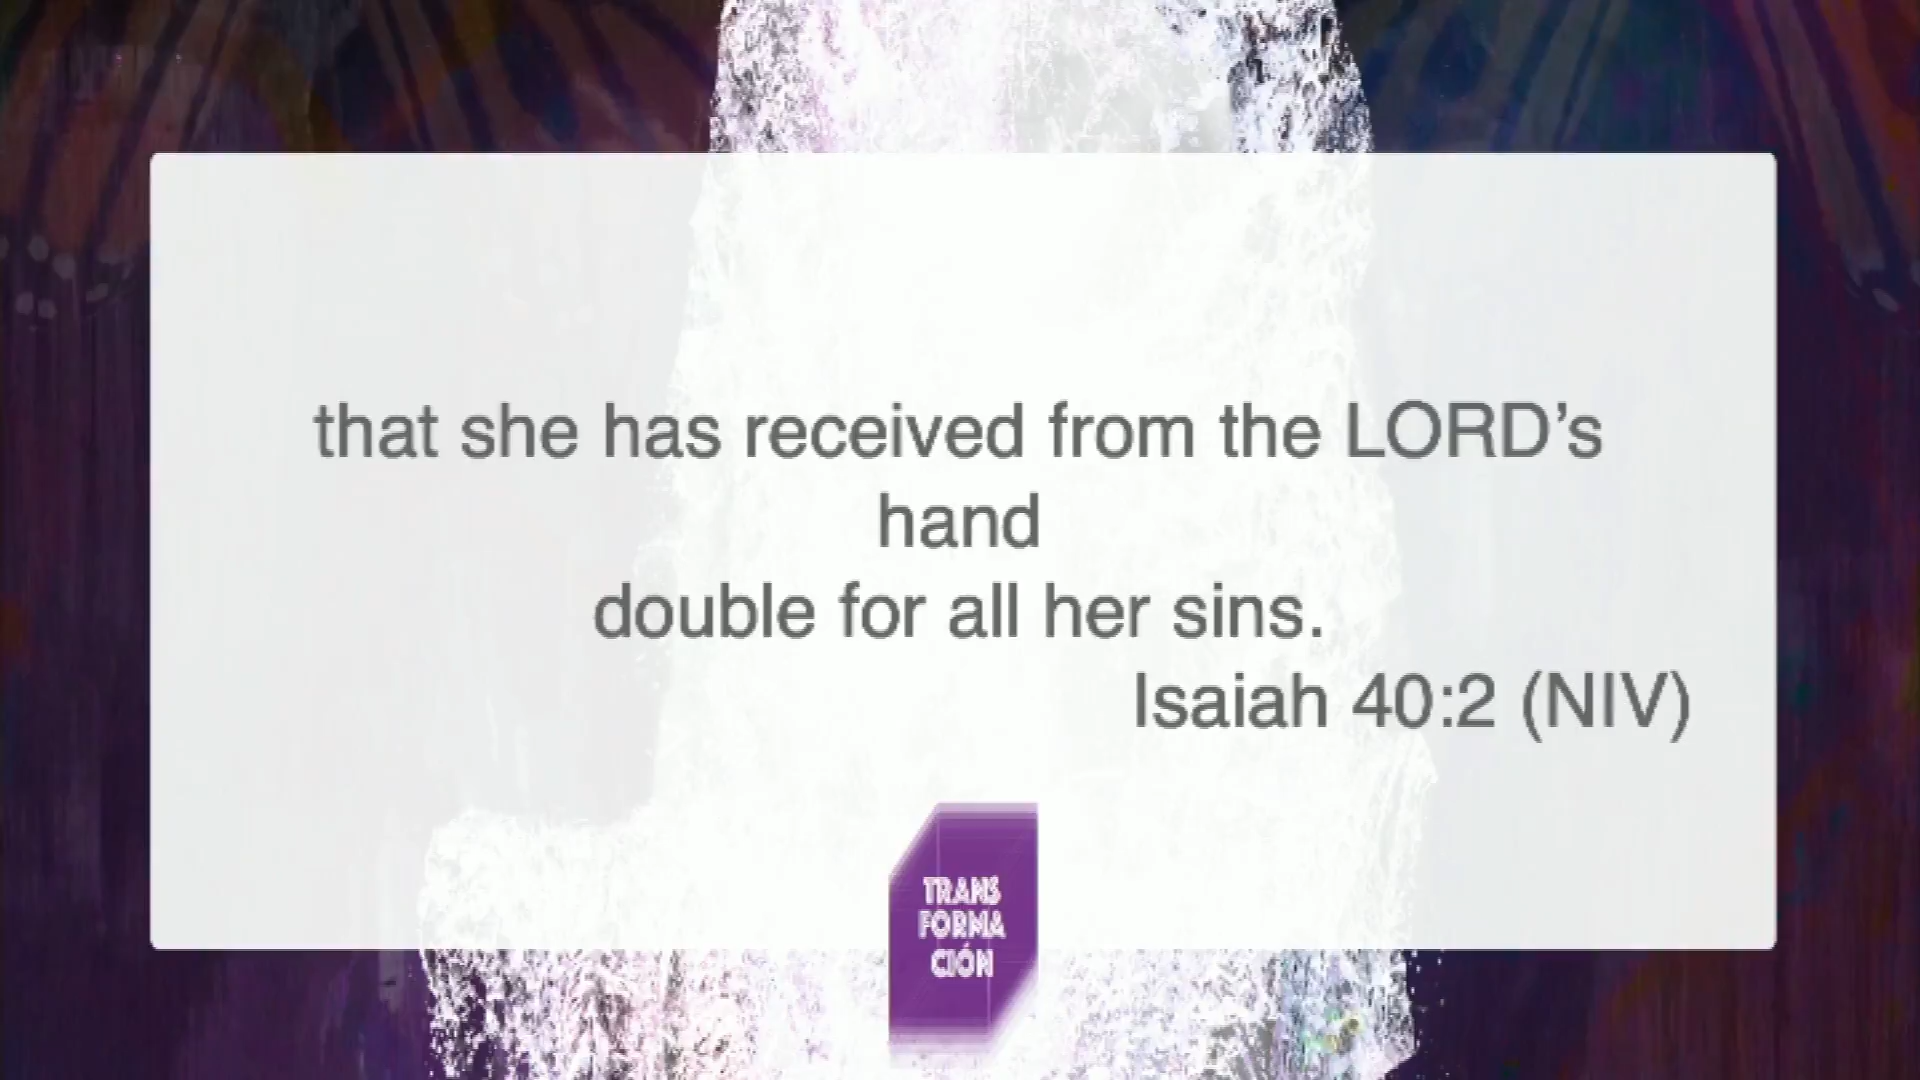 that she has received from the LORD’s
hand
double for all her sins.
Isaiah 40:2 (NIV)
TRANS
FORMA
CIÓN